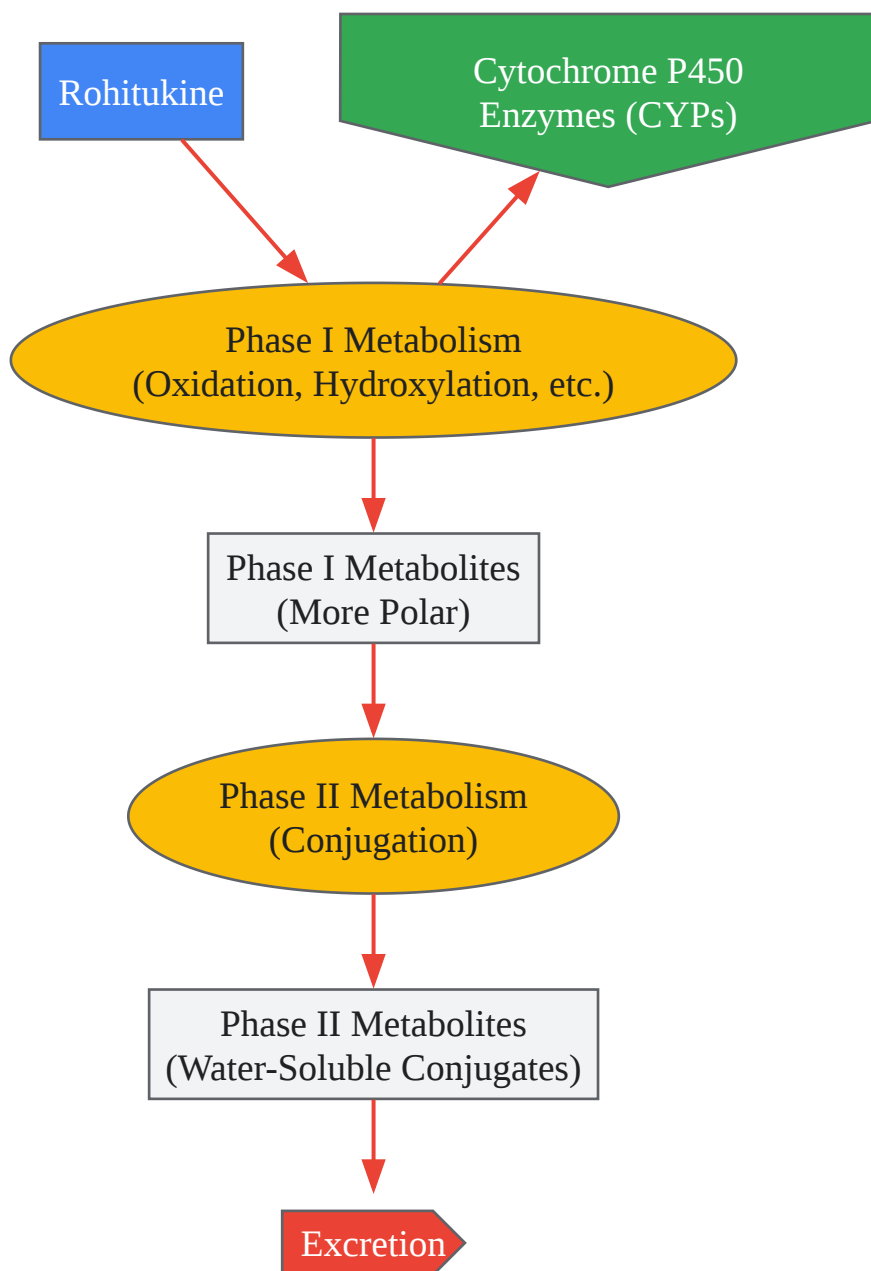 Rohitukine
Cytochrome P450
Enzymes (CYPs)
Phase I Metabolism
(Oxidation, Hydroxylation, etc.)
Phase I Metabolites
(More Polar)
Phase II Metabolism
(Conjugation)
Phase II Metabolites
(Water-Soluble Conjugates)
Excretion